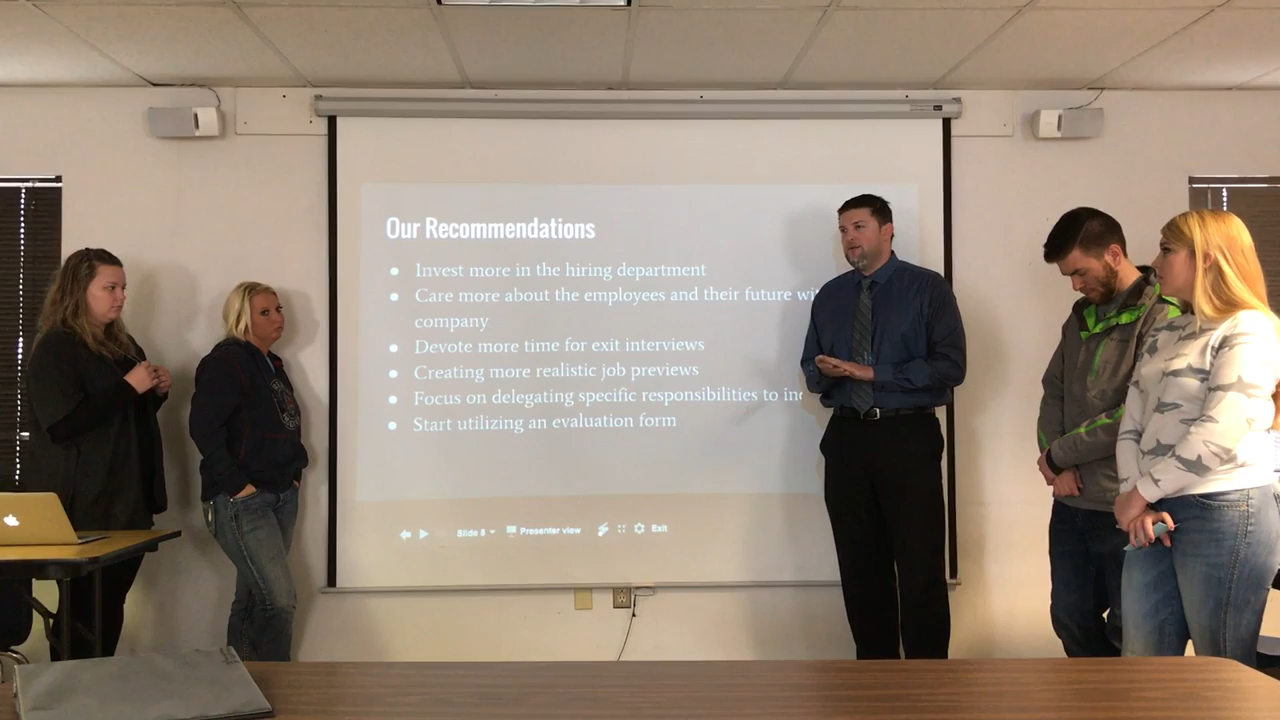 Our Recommendations
● Invest more in the hiring department
● Care more about the employees and their future
company
● Devote more time for exit interviews
● Creating more realistic job previews
● Focus on delegating specific responsibilities to
● Start utilizing an evaluation form
Slide 8 Presenter view Exit